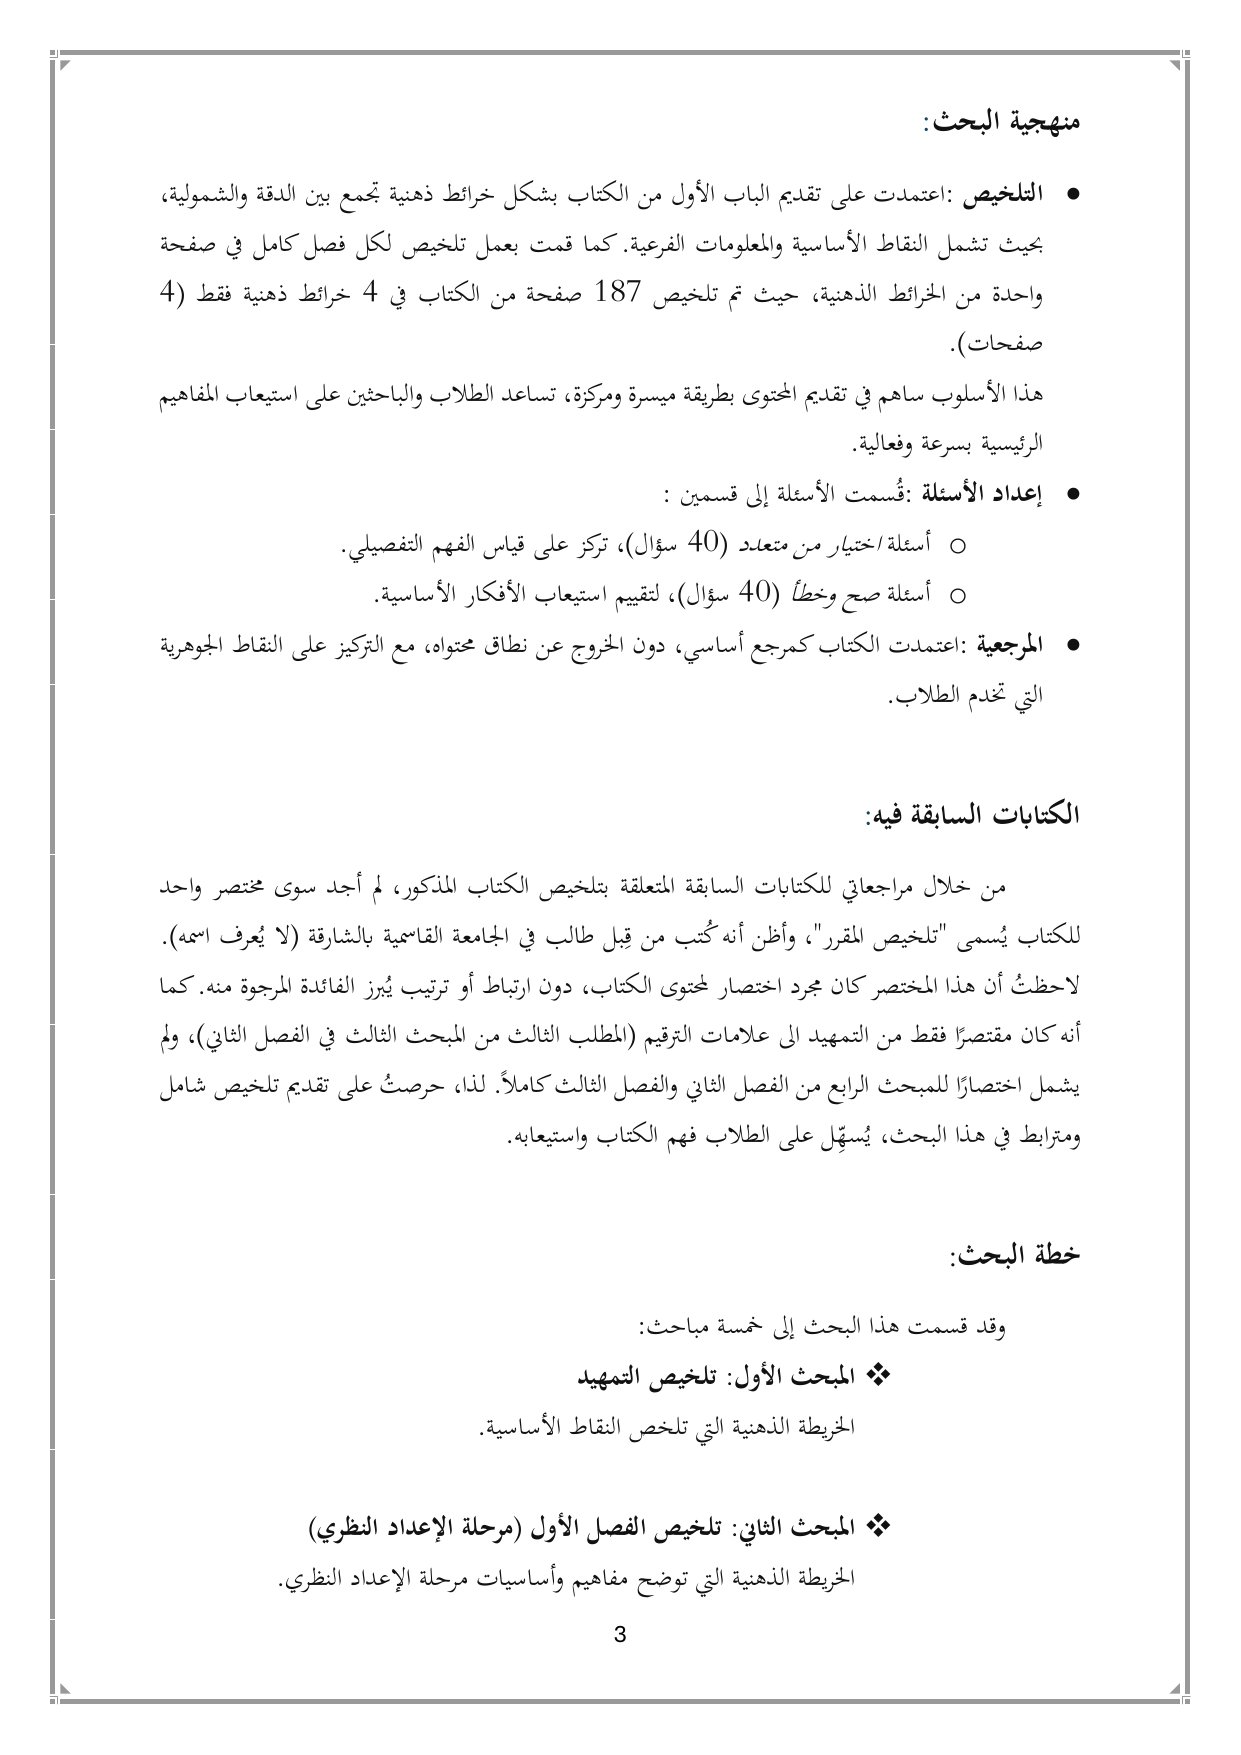 منهجية البحث:
● التلخيص :اعتمدت على تقديم الباب الأول من الكتاب بشكل خرائط ذهنية تجمع بين الدقة والشمولية،
بحيث تشمل النقاط الأساسية والمعلومات الفرعية. كما قمت بعمل تلخيص لكل فصل كامل في صفحة
واحدة من الخرائط الذهنية، حيث تم تلخيص 187 صفحة من الكتاب في 4 خرائط ذهنية فقط (4
صفحات).
هذا الأسلوب ساهم في تقديم المحتوى بطريقة ميسرة ومركزة، تساعد الطلاب والباحثين على استيعاب المفاهيم
الرئيسية بسرعة وفعالية.
● إعداد الأسئلة :قُسمت الأسئلة إلى قسمين :
○ أسئلة اختيار من متعدد (40 سؤال)، تركز على قياس الفهم التفصيلي.
○ أسئلة صح وخطأ (40 سؤال)، لتقييم استيعاب الأفكار الأساسية.
● المرجعية :اعتمدت الكتاب كمرجع أساسي، دون الخروج عن نطاق محتواه، مع التركيز على النقاط الجوهرية
التي تخدم الطلاب.
الكتابات السابقة فيه:
من خلال مراجعاتي للكتابات السابقة المتعلقة بتلخيص الكتاب المذكور، لم أجد سوى مختصر واحد
للكتاب يُسمى "تلخيص المقرر"، وأظن أنه كُتب من قِبل طالب في الجامعة القاسمية بالشارقة (لا يُعرف اسمه).
لاحظتُ أن هذا المختصر كان مجرد اختصار لمحتوى الكتاب، دون ارتباط أو ترتيب يُبرز الفائدة المرجوة منه. كما
أنه كان مقتصرًا فقط من التمهيد الى علامات الترقيم (المطلب الثالث من المبحث الثالث في الفصل الثاني)، ولم
يشمل اختصارًا للمبحث الرابع من الفصل الثاني والفصل الثالث كاملاً. لذا، حرصتُ على تقديم تلخيص شامل
ومترابط في هذا البحث، يُسهِّل على الطلاب فهم الكتاب واستيعابه.
خطة البحث:
وقد قسمت هذا البحث إلى خمسة مباحث:
❖ المبحث الأول: تلخيص التمهيد
الخريطة الذهنية التي تلخص النقاط الأساسية.
❖ المبحث الثاني: تلخيص الفصل الأول (مرحلة الإعداد النظري)
الخريطة الذهنية التي توضح مفاهيم وأساسيات مرحلة الإعداد النظري.
3